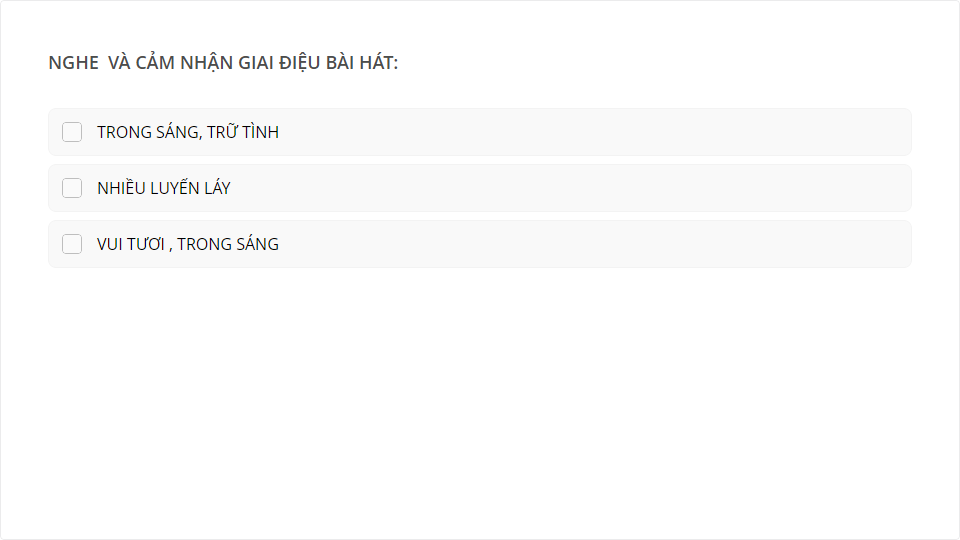 NGHE  VÀ CẢM NHẬN GIAI ĐIỆU BÀI HÁT:
TRONG SÁNG, TRỮ TÌNH
NHIỀU LUYẾN LÁY
VUI TƯƠI , TRONG SÁNG